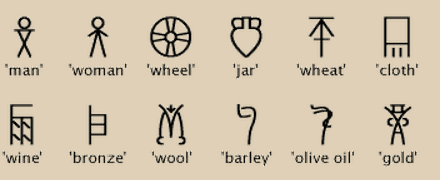 'man' 'woman' 'wheel' 'jar' 'wheat' 'cloth'
'wine' 'bronze' 'wool' 'barley' 'olive oil' 'gold'